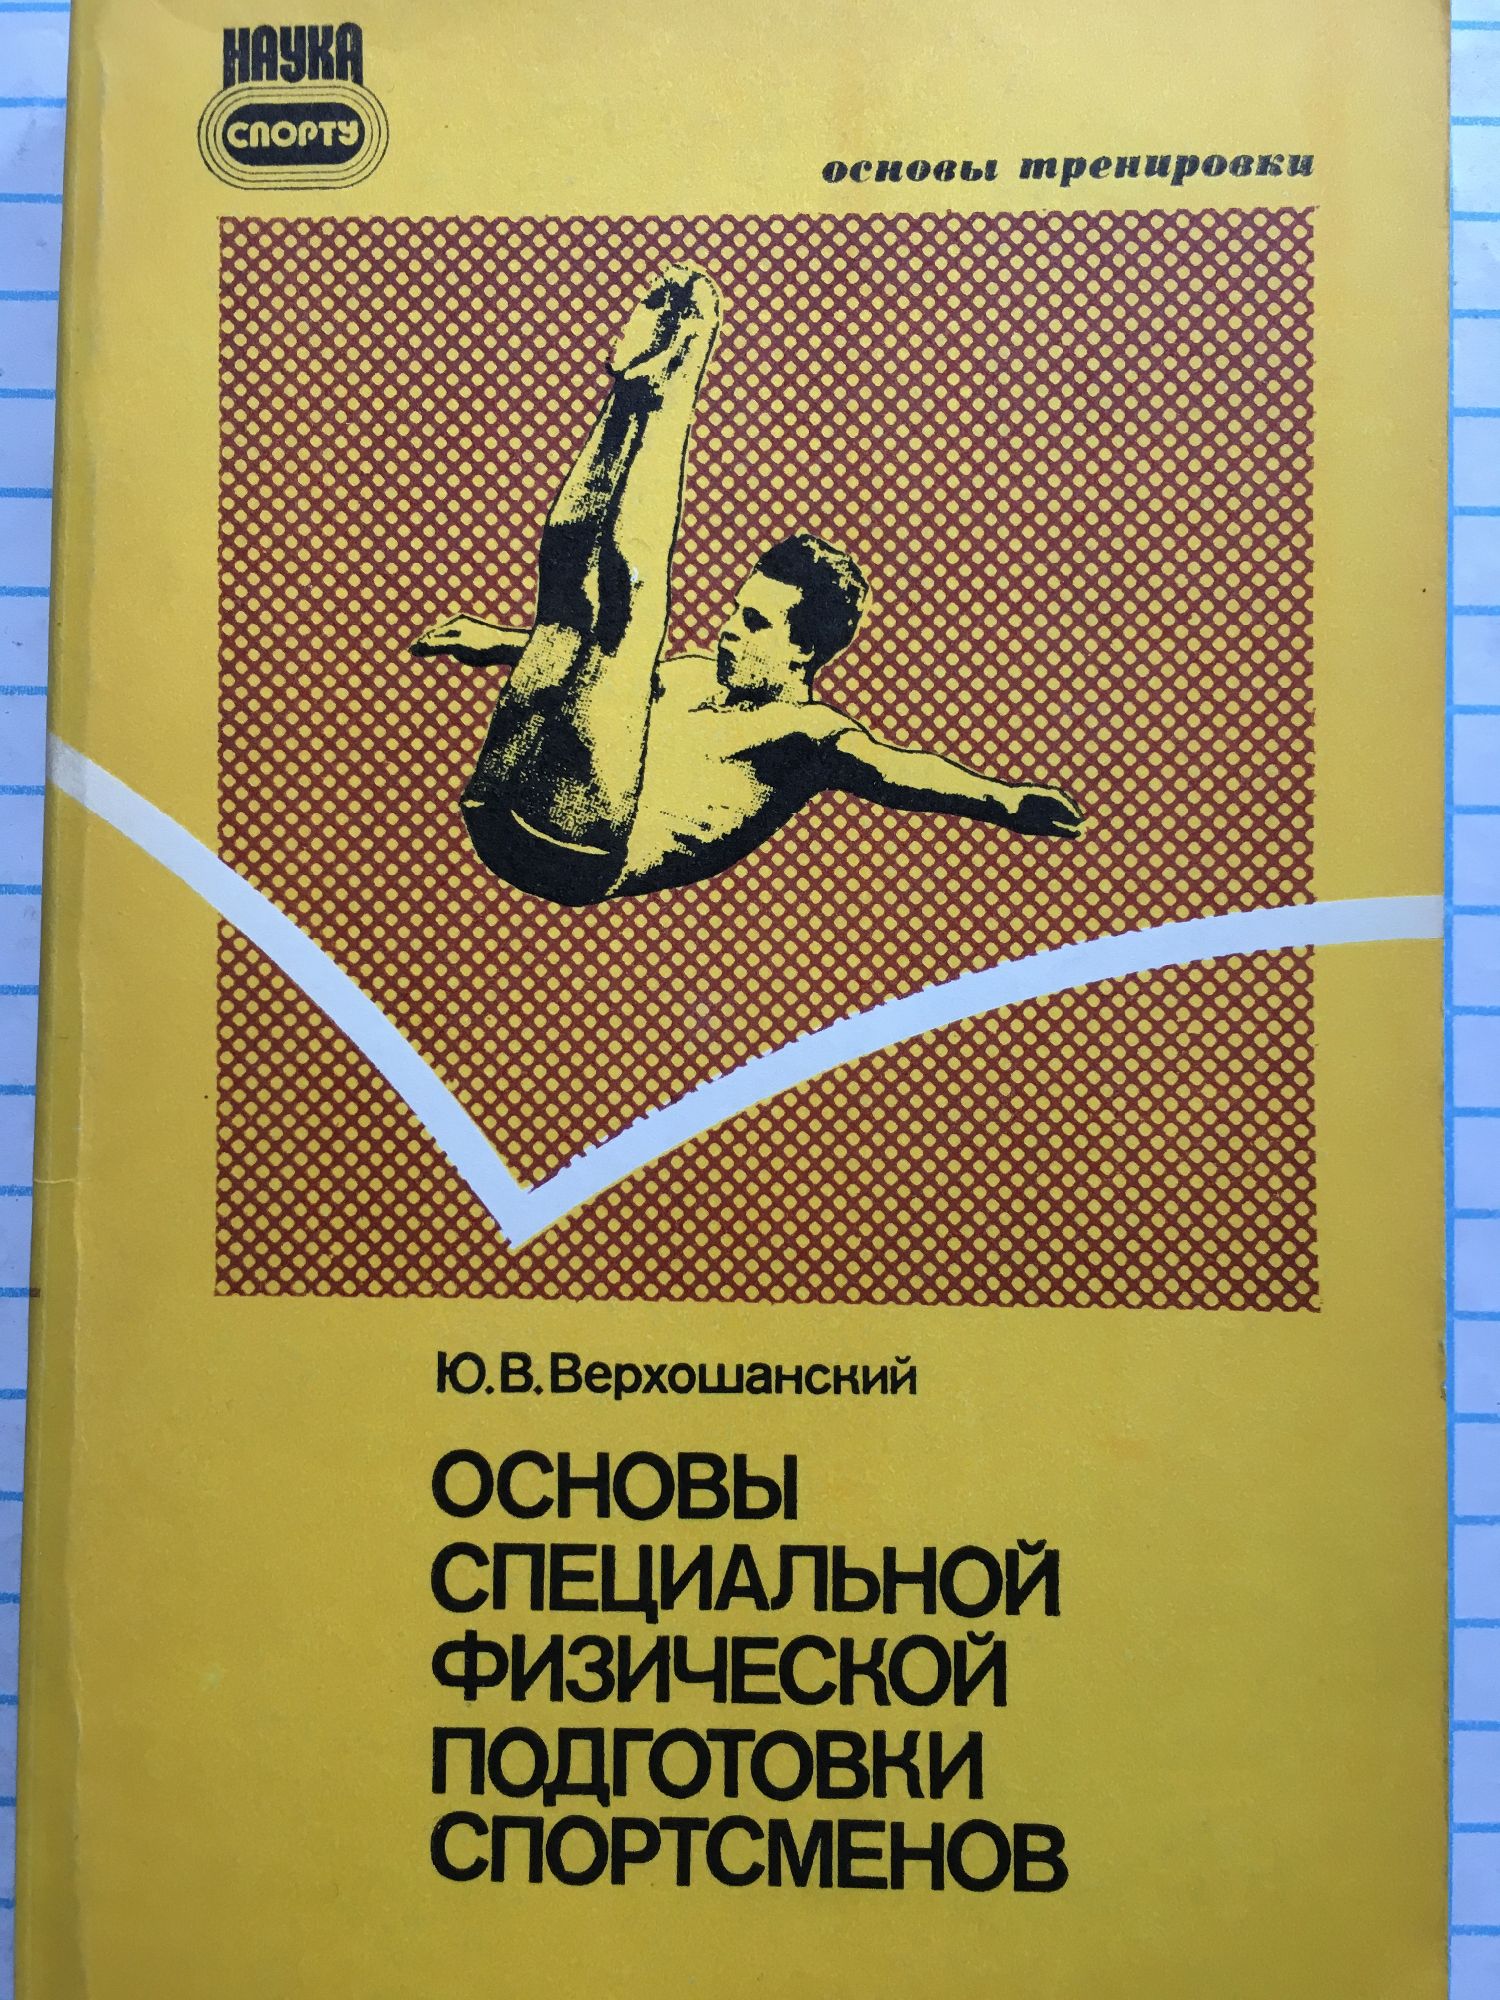 НАУКА
СПОРТУ
основы тренировки
Ю.В.Верхошанский
ОСНОВЫ
СПЕЦИАЛЬНОЙ
ФИЗИЧЕСКОЙ
ПОДГОТОВКИ
СПОРТСМЕНОВ